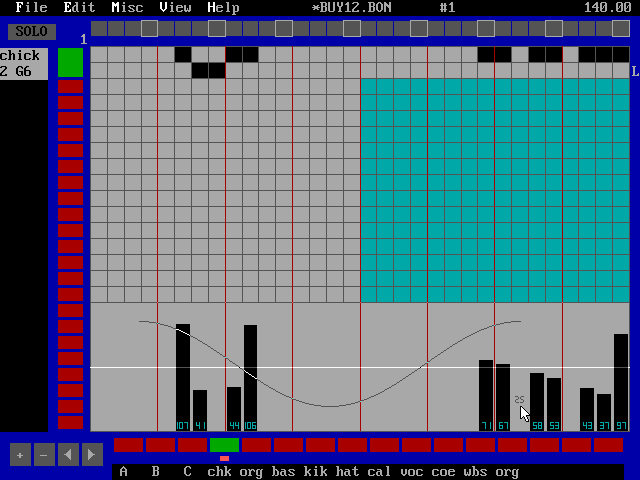 File Edit Misc View Help *BUY12.BON #1 140.00
SOLO
1
chick
2 G6
L
25
107 41 44 106 71 67 58 53 43 37 97
+ −
A B C chk org bas kik hat cal voc coe wbs org